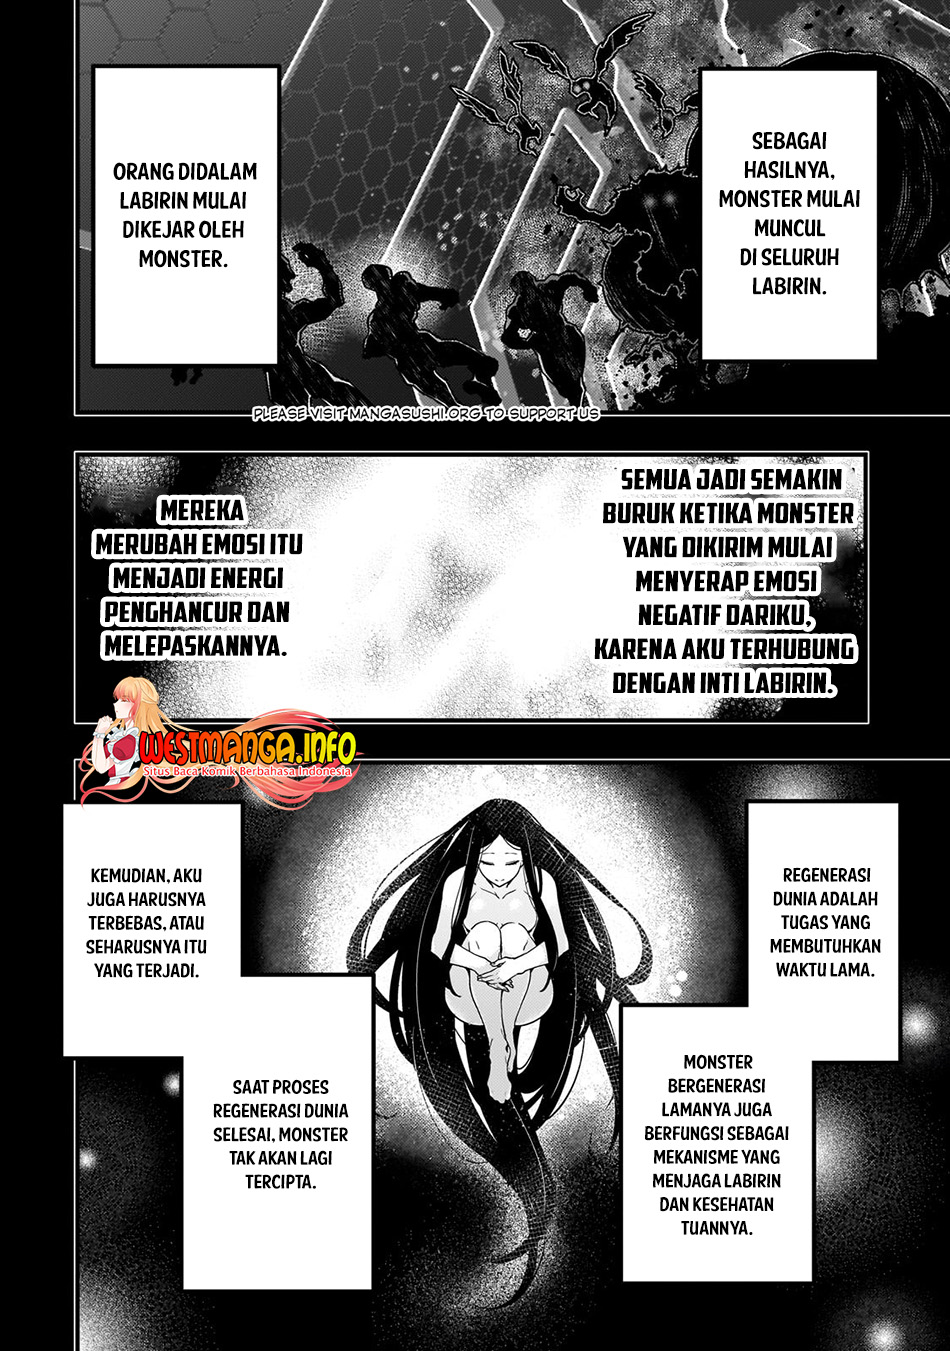 SEBAGAI
HASILNYA,
MONSTER MULAI
MUNCUL
DI SELURUH
LABIRIN.
ORANG DIDALAM
LABIRIN MULAI
DIKEJAR OLEH
MONSTER.
PLEASE VISIT MANGASUSHI.ORG TO SUPPORT US
SEMUA JADI SEMAKIN
BURUK KETIKA MONSTER
YANG DIKIRIM MULAI
MENYERAP EMOSI
NEGATIF DARIKU,
KARENA AKU TERHUBUNG
DENGAN INTI LABIRIN.
MEREKA
MERUBAH EMOSI ITU
MENJADI ENERGI
PENGHANCUR DAN
MELEPASKANNYA.
WESTMANGA.INFO
Situs Baca Komik Berbahasa Indonesia
REGENERASI
DUNIA ADALAH
TUGAS YANG
MEMBUTUHKAN
WAKTU LAMA.
MONSTER
BERGENERASI
LAMANYA JUGA
BERFUNGSI SEBAGAI
MEKANISME YANG
MENJAGA LABIRIN
DAN KESEHATAN
TUANNYA.
KEMUDIAN, AKU
JUGA HARUSNYA
TERBEBAS, ATAU
SEHARUSNYA ITU
YANG TERJADI.
SAAT PROSES
REGENERASI DUNIA
SELESAI, MONSTER
TAK AKAN LAGI
TERCIPTA.